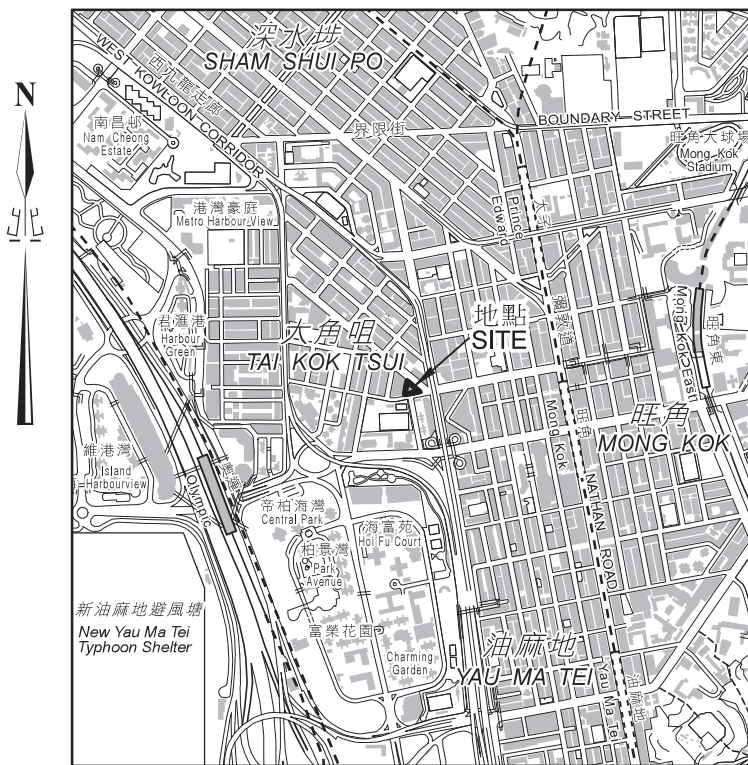 深水埗
SHAM SHUI PO
西九龍走廊
WEST KOWLOON CORRIDOR
N
南昌邨
Nam Cheong
Estate
界限街
BOUNDARY STREET
旺角大球場
Mong Kok
Stadium
港灣豪庭
Metro Harbour View
Prince
Edward
太子
君滙港
Harbour
Green
大角咀
TAI KOK TSUI
地點
SITE
彌敦道
Mong Kok East
旺角東
旺角
MONG KOK
Mong Kok
旺角
維港灣
Island
Harbourview
Olympic
奧運
NATHAN ROAD
帝柏海灣
Central Park
海富苑
Hoi Fu Court
柏景灣
Park
Avenue
新油麻地避風塘
New Yau Ma Tei
Typhoon Shelter
富榮花園
Charming
Garden
油麻地
YAU MA TEI
Yau Ma Tei
油麻地